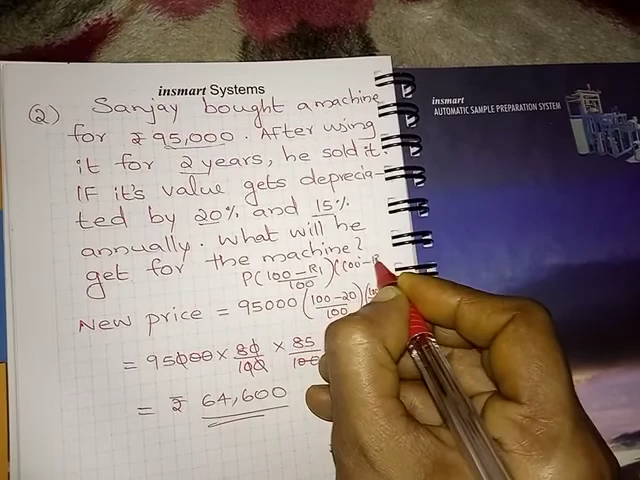 insmart Systems
insmart
AUTOMATIC SAMPLE PREPARATION SYSTEM
(2) Sanjay bought a machine
for ₹ 95,000. After using
it for 2 years, he sold it.
IF it's value gets deprecia-
ted by 20% and 15%
annually. What will he
get for the machine?
P(100-R1/100)(100-R
New price = 95000 (100-20/100)(
= 95000 × 80/100 × 85/100
= ₹ 64,600